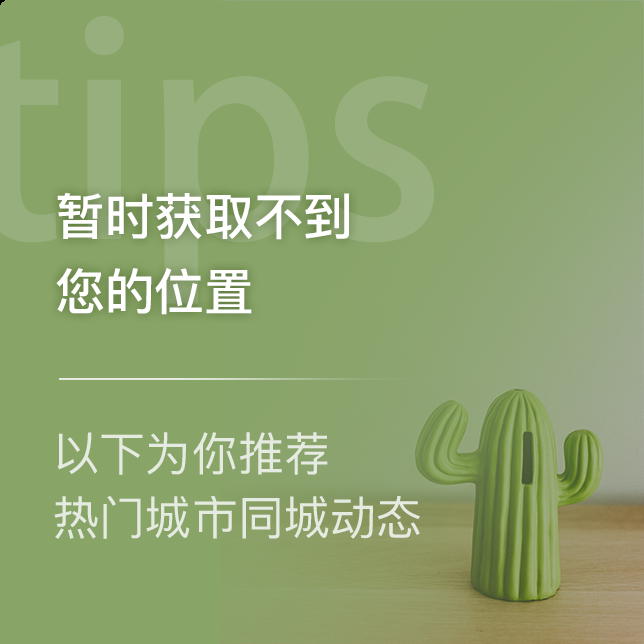 tips
暂时获取不到
您的位置
以下为你推荐
热门城市同城动态